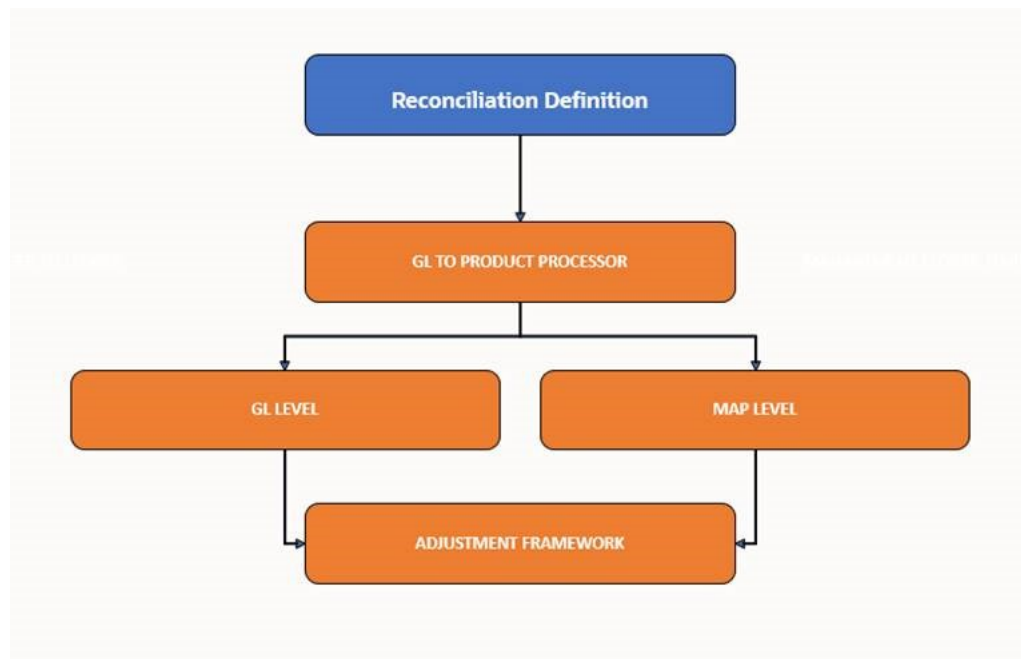 Reconciliation Definition
GL TO PRODUCT PROCESSOR
GL LEVEL
MAP LEVEL
ADJUSTMENT FRAMEWORK